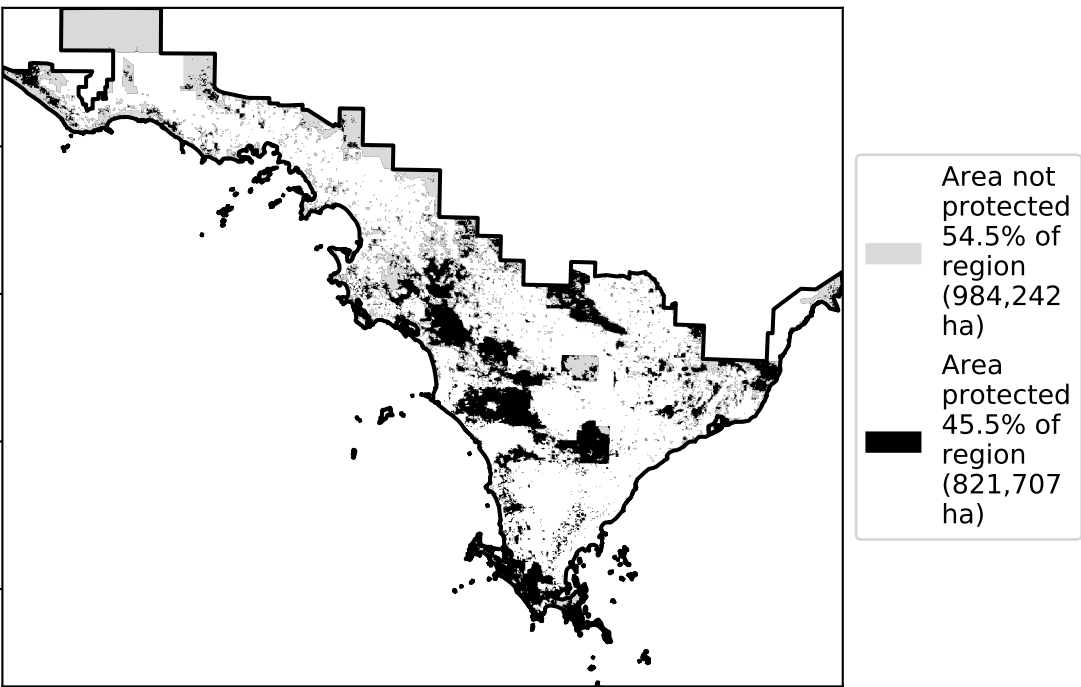 Area not
protected
54.5% of
region
(984,242
ha)
Area
protected
45.5% of
region
(821,707
ha)